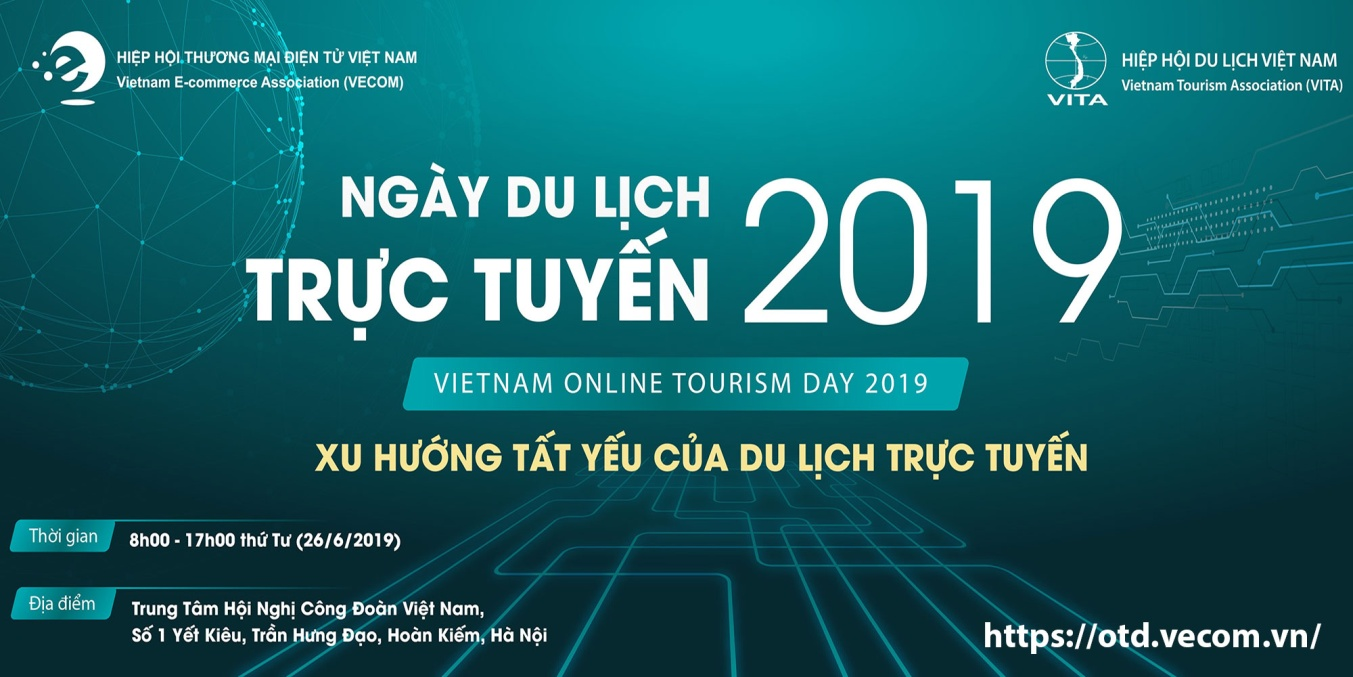 HIỆP HỘI THƯƠNG MẠI ĐIỆN TỬ VIỆT NAM
Vietnam E-commerce Association (VECOM)
VITA
HIỆP HỘI DU LỊCH VIỆT NAM
Vietnam Tourism Association (VITA)
NGÀY DU LỊCH
TRỰC TUYẾN
2019
VIETNAM ONLINE TOURISM DAY 2019
XU HƯỚNG TẤT YẾU CỦA DU LỊCH TRỰC TUYẾN
Thời gian
8h00 - 17h00 thứ Tư (26/6/2019)
Địa điểm
Trung Tâm Hội Nghị Công Đoàn Việt Nam,
Số 1 Yết Kiêu, Trần Hưng Đạo, Hoàn Kiếm, Hà Nội
https://otd.vecom.vn/